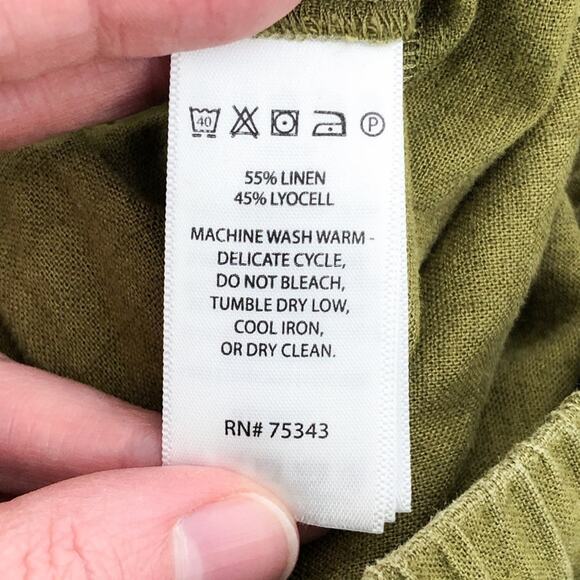 40 P
55% LINEN
45% LYOCELL
MACHINE WASH WARM -
DELICATE CYCLE,
DO NOT BLEACH,
TUMBLE DRY LOW,
COOL IRON,
OR DRY CLEAN.
RN# 75343